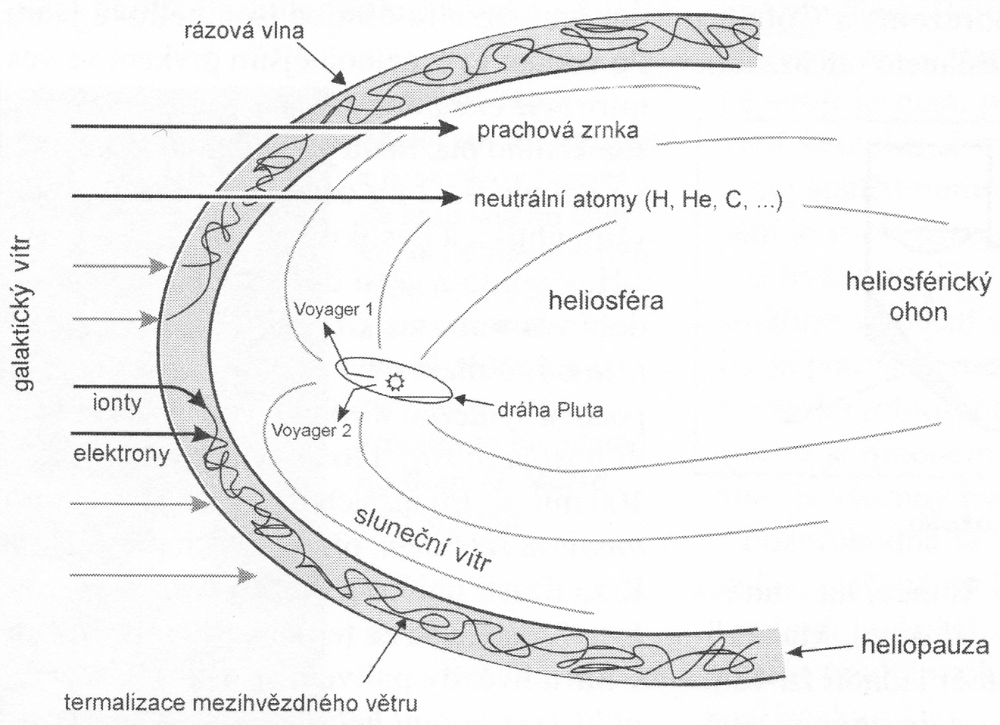 rázová vlna
prachová zrnka
neutrální atomy (H, He, C, ...)
galaktický vítr
heliosférický
ohon
heliosféra
Voyager 1
ionty
dráha Pluta
Voyager 2
elektrony
sluneční vítr
heliopauza
termalizace mezihvězdného větru